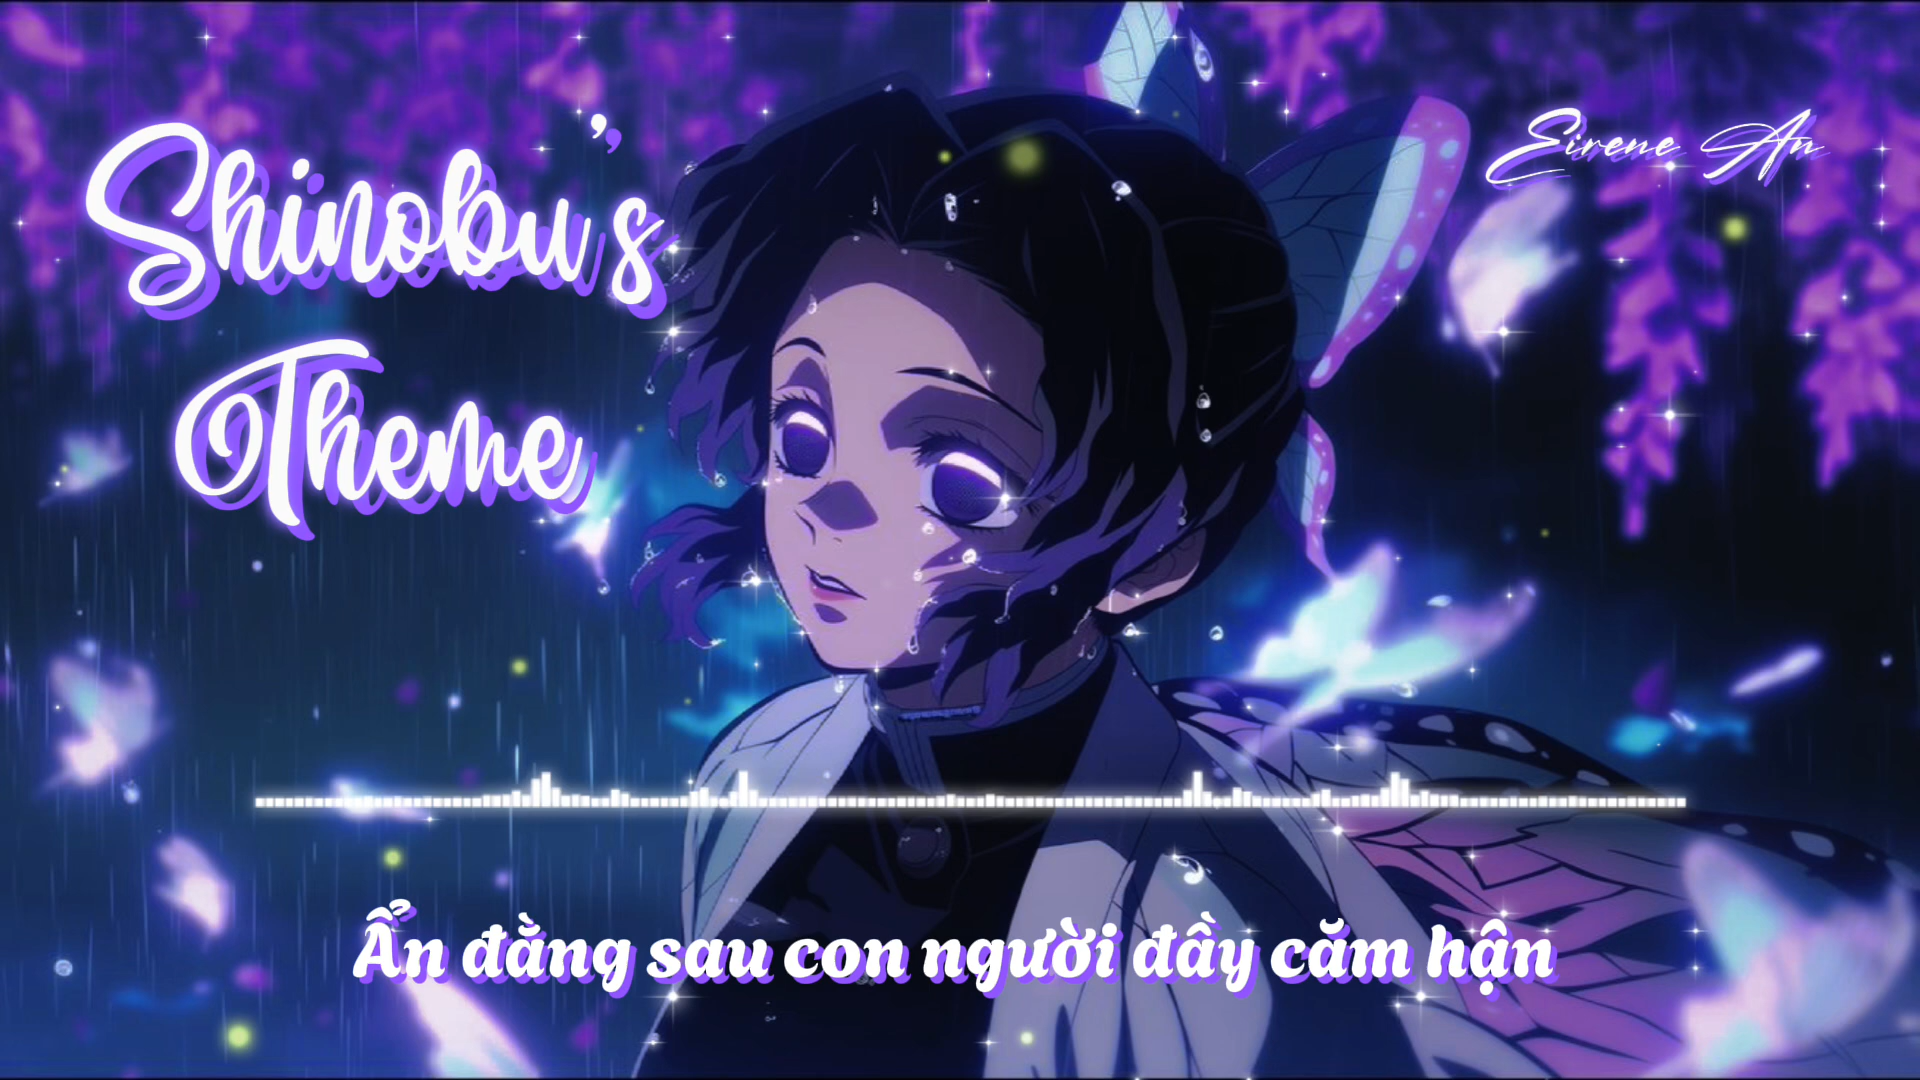 Shinobu's
Theme
Eirene An
Ẩn đằng sau con người đầy căm hận